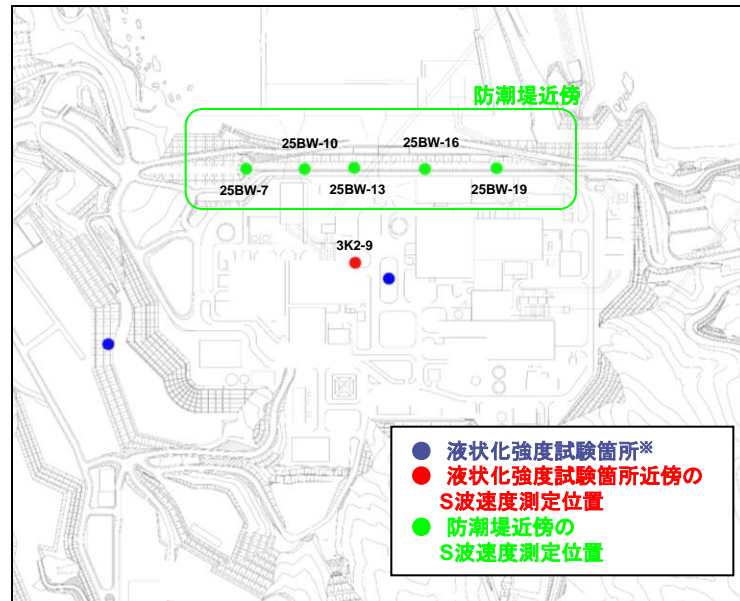 防潮堤近傍
25BW-10
25BW-16
25BW-7
25BW-13
25BW-19
3K2-9
液状化強度試験箇所※
液状化強度試験箇所近傍の
S波速度測定位置
防潮堤近傍の
S波速度測定位置